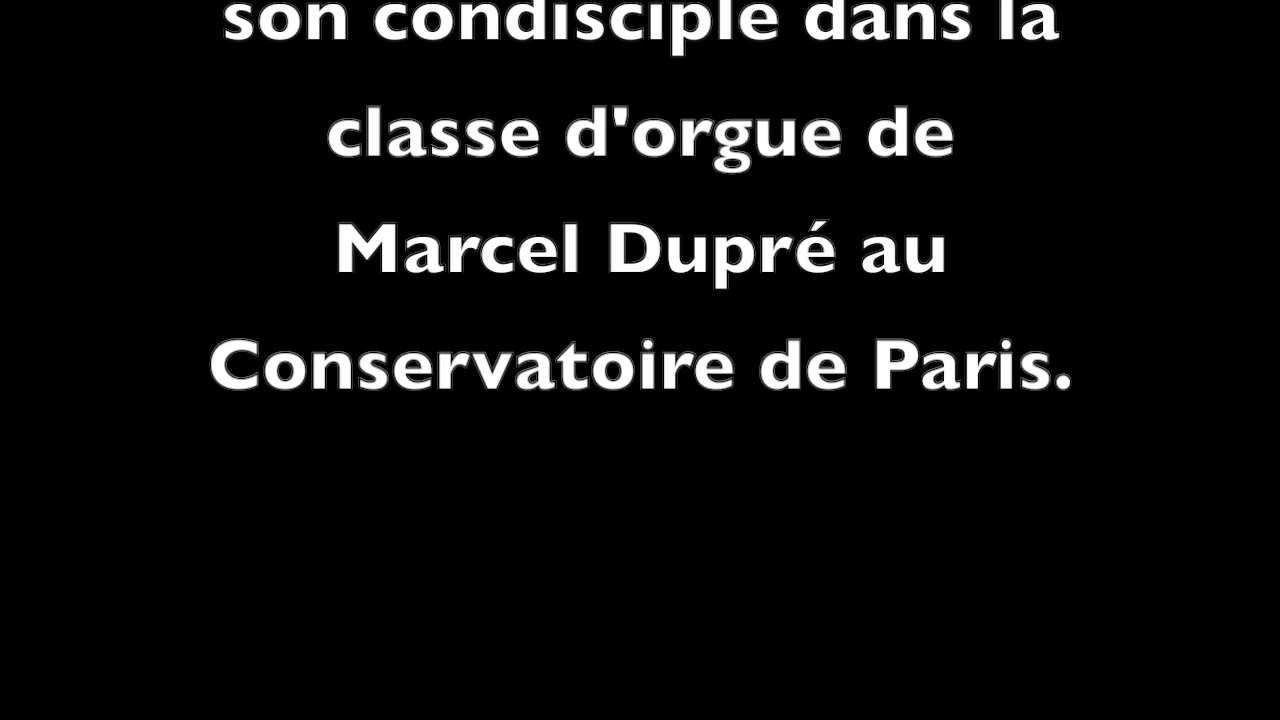 son condisciple dans la
classe d'orgue de
Marcel Dupré au
Conservatoire de Paris.